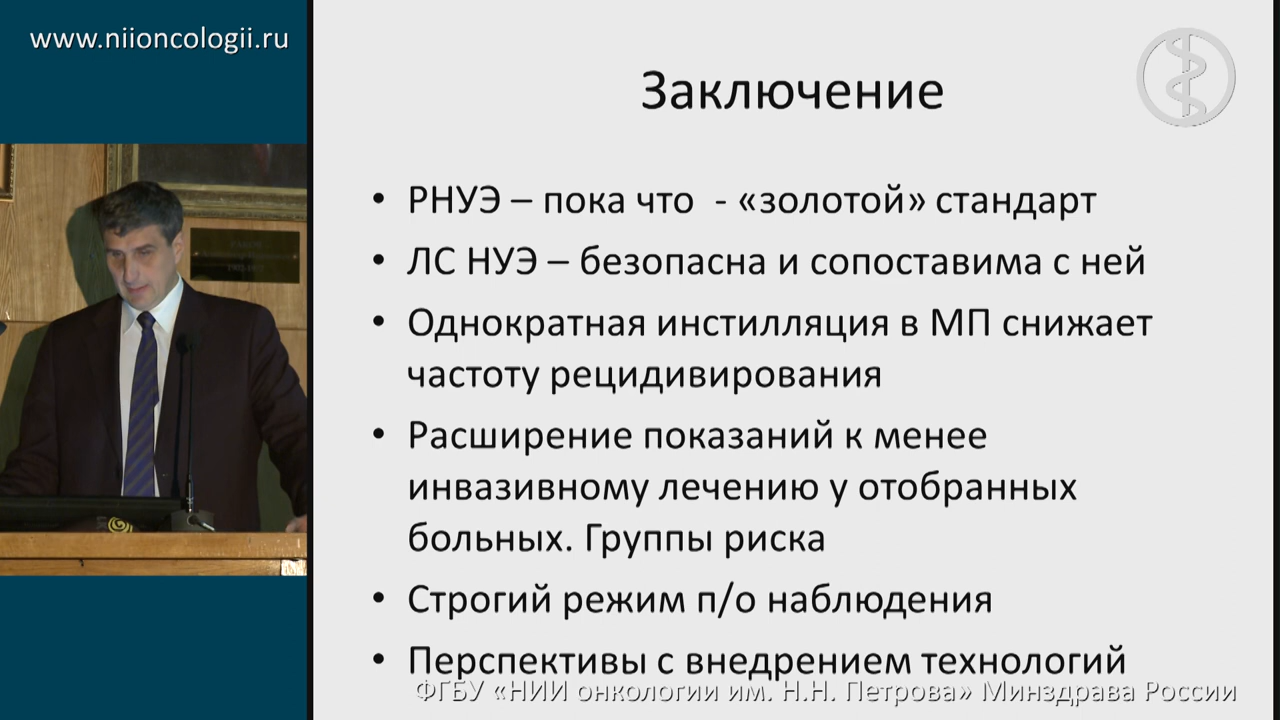 www.niioncologii.ru
Заключение
• РНУЭ – пока что - «золотой» стандарт
• ЛС НУЭ – безопасна и сопоставима с ней
• Однократная инстилляция в МП снижает
частоту рецидивирования
• Расширение показаний к менее
инвазивному лечению у отобранных
больных. Группы риска
• Строгий режим п/о наблюдения
• Перспективы с внедрением технологий
ФГБУ «НИИ онкологии им. Н.Н. Петрова» Минздрава России